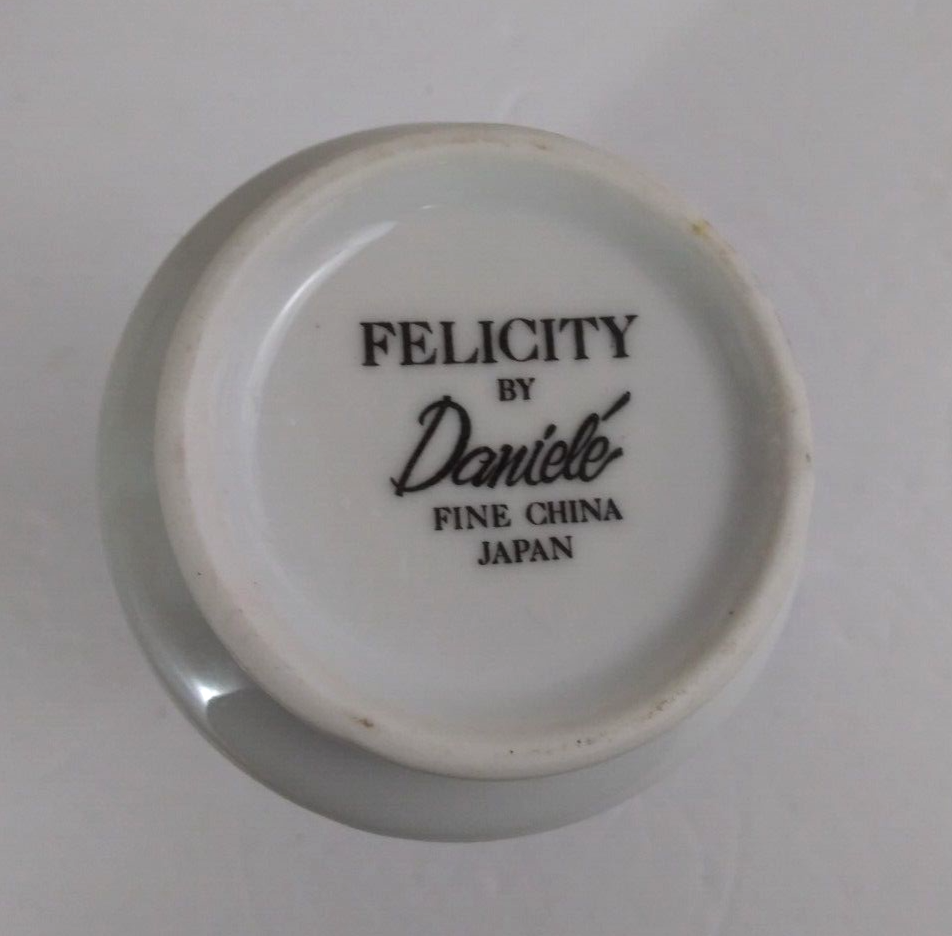 FELICITY
BY
Danielé
FINE CHINA
JAPAN